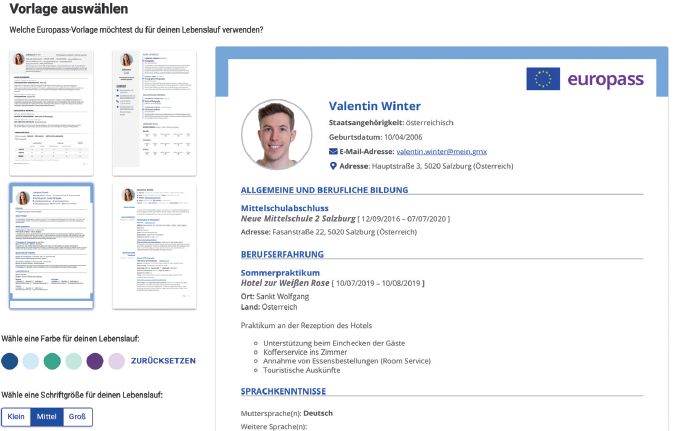 Vorlage auswählen
Welche Europass-Vorlage möchtest du für deinen Lebenslauf verwenden?
Wähle eine Farbe für deinen Lebenslauf:
ZURÜCKSETZEN
Wähle eine Schriftgröße für deinen Lebenslauf:
Klein Mittel Groß
europass
Valentin Winter
Staatsangehörigkeit: österreichisch
Geburtsdatum: 10/04/2006
E-Mail-Adresse: valentin.winter@mein.gmx
Adresse: Hauptstraße 3, 5020 Salzburg (Österreich)
ALLGEMEINE UND BERUFLICHE BILDUNG
Mittelschulabschluss
Neue Mittelschule 2 Salzburg [ 12/09/2016 – 07/07/2020 ]
Adresse: Fasanstraße 22, 5020 Salzburg (Österreich)
BERUFSERFAHRUNG
Sommerpraktikum
Hotel zur Weißen Rose [ 10/07/2019 – 10/08/2019 ]
Ort: Sankt Wolfgang
Land: Österreich
Praktikum an der Rezeption des Hotels
Unterstützung beim Einchecken der Gäste
Kofferservice ins Zimmer
Annahme von Essensbestellungen (Room Service)
Touristische Auskünfte
SPRACHKENNTNISSE
Muttersprache(n): Deutsch
Weitere Sprache(n):